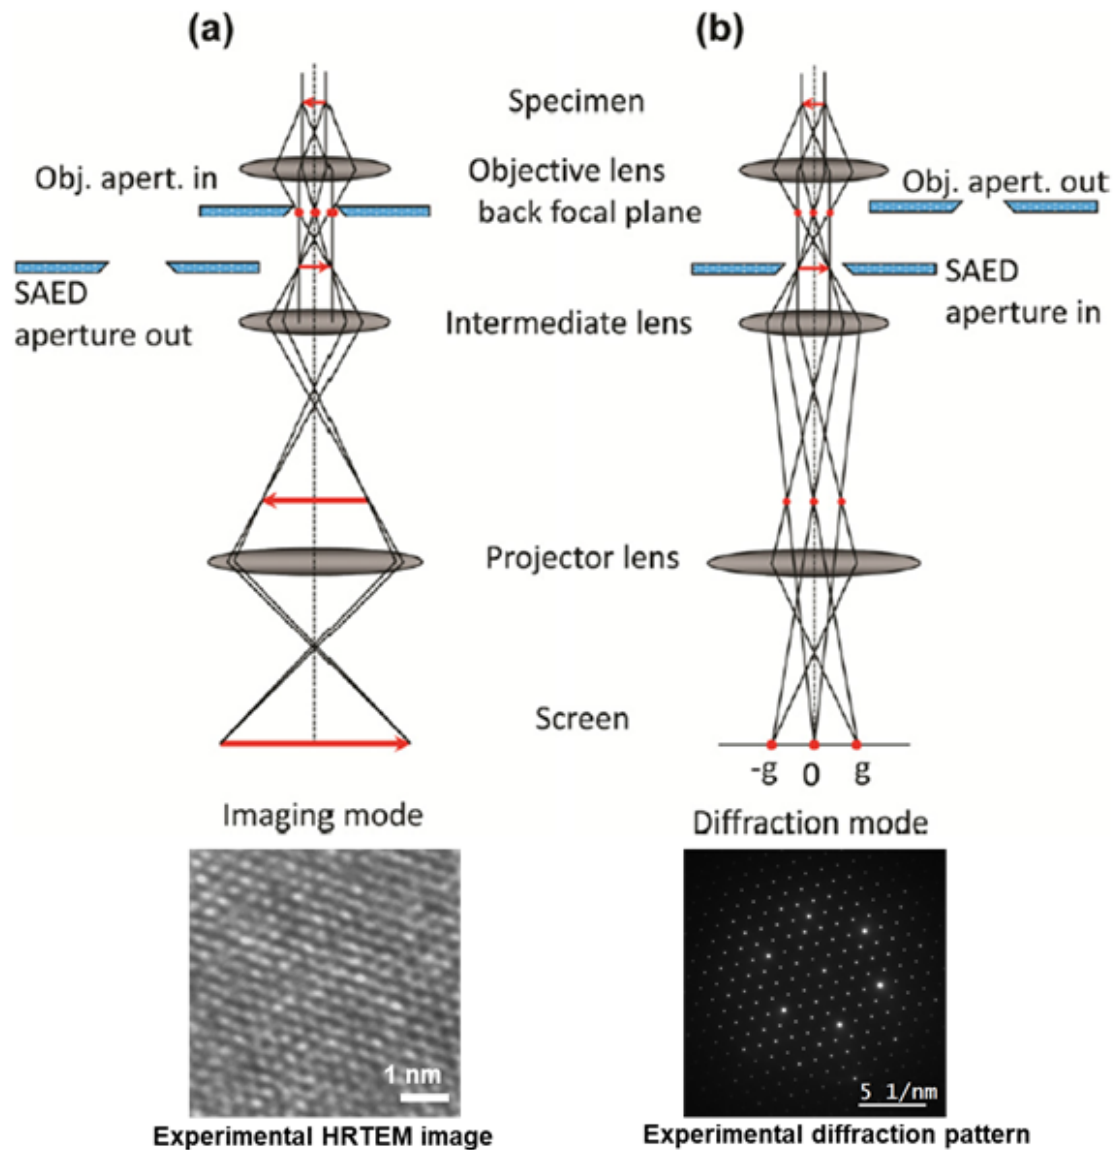 (a)
(b)
Specimen
Obj. apert. in
Objective lens
back focal plane
Obj. apert. out
SAED
aperture out
Intermediate lens
SAED
aperture in
Projector lens
Screen
-g 0 g
Imaging mode
Diffraction mode
1 nm
5 1/nm
Experimental HRTEM image
Experimental diffraction pattern